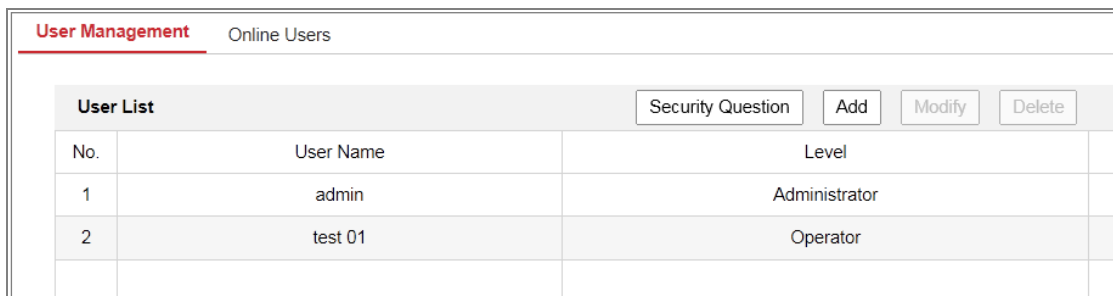 User Management Online Users
User List Security Question Add Modify Delete
No. User Name Level
1 admin Administrator
2 test 01 Operator